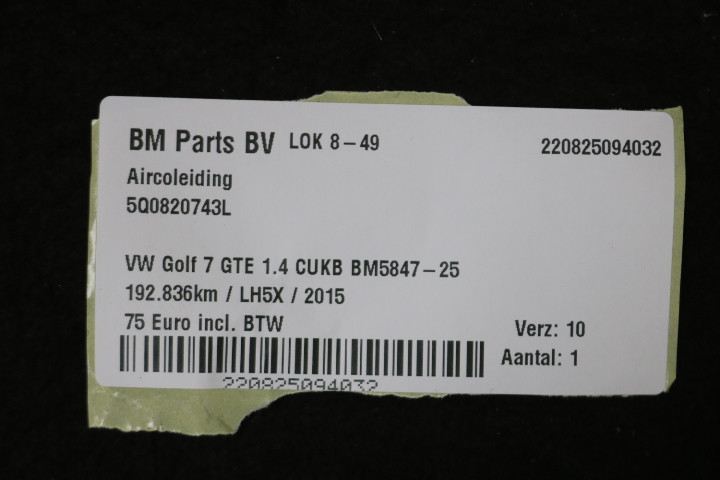 BM Parts BV LOK 8-49 220825094032
Aircoleiding
5Q0820743L
VW Golf 7 GTE 1.4 CUKB BM5847-25
192.836km / LH5X / 2015
75 Euro incl. BTW Verz: 10
Aantal: 1
220825094032